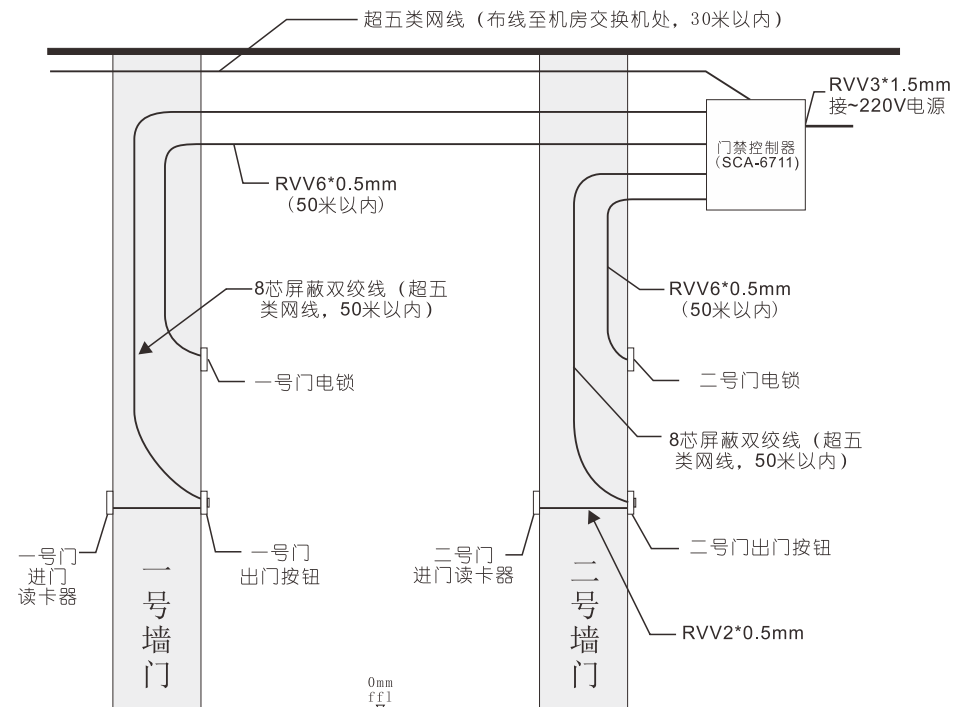 超五类网线（布线至机房交换机处，30米以内）
RVV3*1.5mm
接~220V电源
门禁控制器
(SCA-6711)
RVV6*0.5mm
（50米以内）
8芯屏蔽双绞线（超五
类网线，50米以内）
RVV6*0.5mm
（50米以内）
一号门电锁
二号门电锁
8芯屏蔽双绞线（超五
类网线，50米以内）
一号门
进门
读卡器
一号门
出门按钮
二号门
进门读卡器
二号门出门按钮
一号墙门
二号墙门
RVV2*0.5mm
0mm
ffl